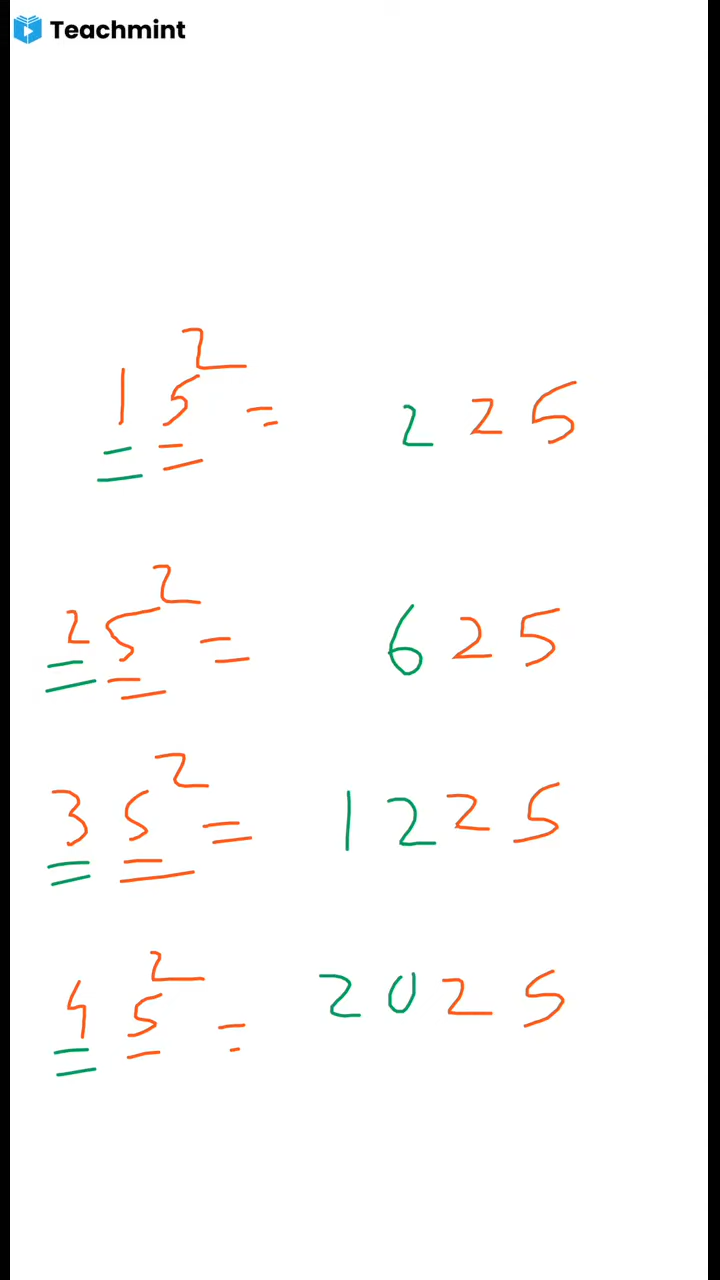 Teachmint
15² = 225
25² = 625
35² = 1225
45² = 2025